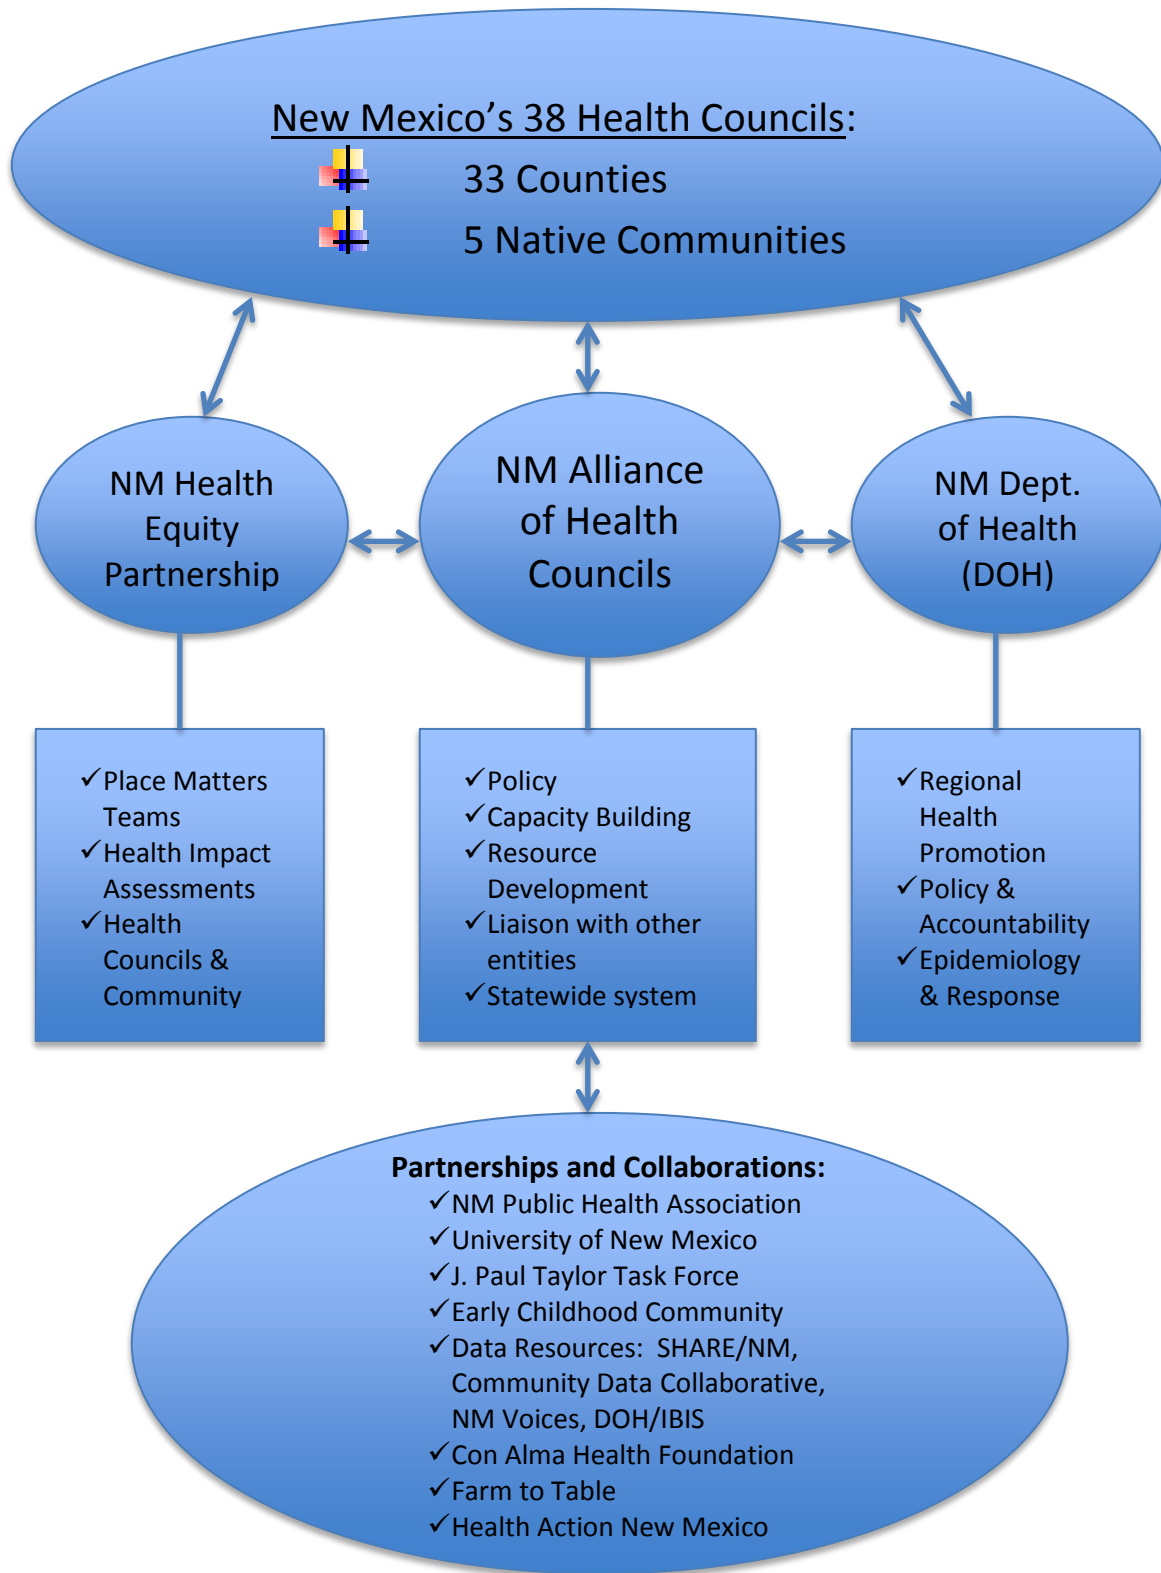 New Mexico's 38 Health Councils:
33 Counties
5 Native Communities
NM Health
Equity
Partnership
NM Alliance
of Health
Councils
NM Dept.
of Health
(DOH)
✓Place Matters
Teams
✓Health Impact
Assessments
✓Health
Councils &
Community
✓Policy
✓Capacity Building
✓Resource
Development
✓Liaison with other
entities
✓Statewide system
✓Regional
Health
Promotion
✓Policy &
Accountability
✓Epidemiology
& Response
Partnerships and Collaborations:
✓NM Public Health Association
✓University of New Mexico
✓J. Paul Taylor Task Force
✓Early Childhood Community
✓Data Resources:  SHARE/NM,
Community Data Collaborative,
NM Voices, DOH/IBIS
✓Con Alma Health Foundation
✓Farm to Table
✓Health Action New Mexico